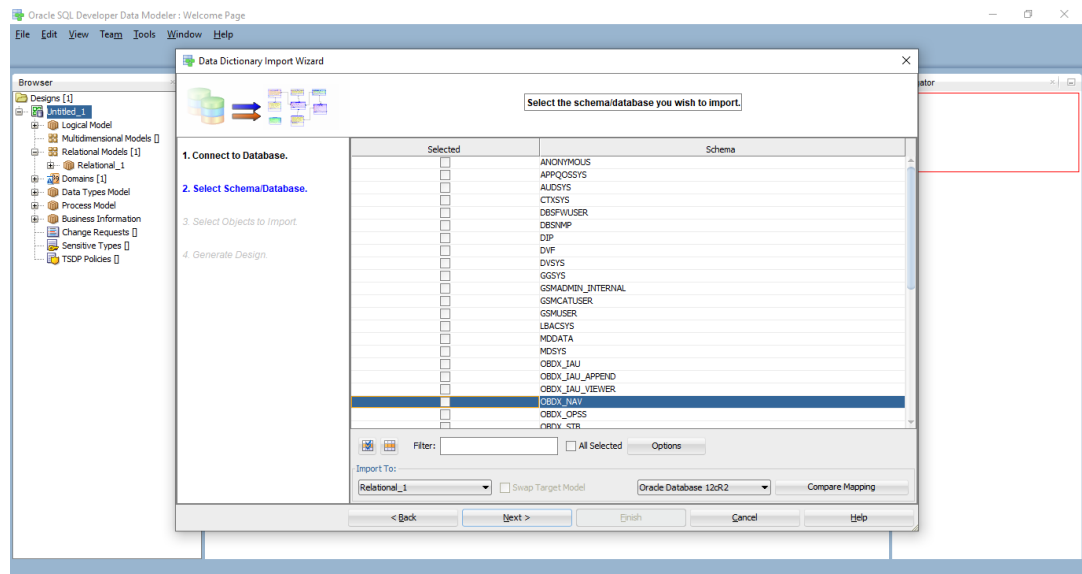 Oracle SQL Developer Data Modeler : Welcome Page
File Edit View Team Tools Window Help
Data Dictionary Import Wizard
Browser
Designs [1]
Untitled_1
Logical Model
Multidimensional Models []
Relational Models [1]
Relational_1
Domains [1]
Data Types Model
Process Model
Business Information
Change Requests []
Sensitive Types []
TSDP Policies []
Select the schema/database you wish to import.
1. Connect to Database.
2. Select Schema/Database.
3. Select Objects to Import.
4. Generate Design.
Selected Schema
ANONYMOUS
APPQOSSYS
AUDSYS
CTXSYS
DBSFWUSER
DBSNMP
DIP
DVF
DVSYS
GGSYS
GSMADMIN_INTERNAL
GSMCATUSER
GSMUSER
LBACSYS
MDDATA
MDSYS
OBDX_IAU
OBDX_IAU_APPEND
OBDX_IAU_VIEWER
OBDX_NAV
OBDX_OPSS
OBDX_STB
Filter: All Selected Options
Import To:
Relational_1 Swap Target Model Oracle Database 12cR2 Compare Mapping
< Back Next > Finish Cancel Help
ator